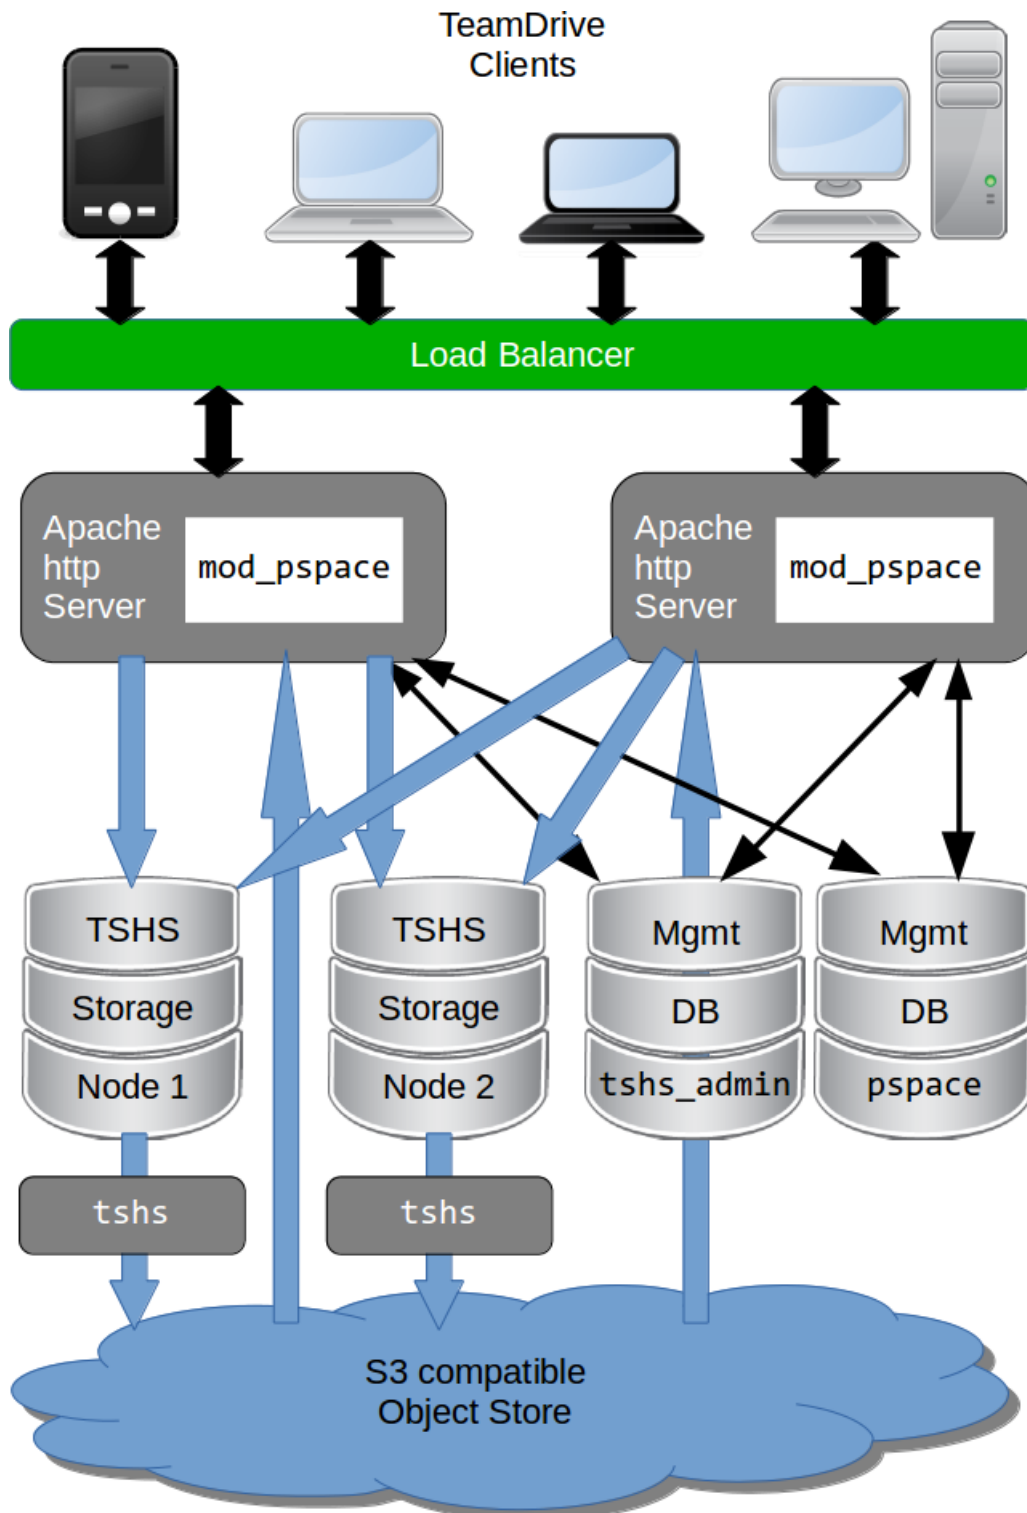 TeamDrive
Clients
Load Balancer
Apache
http
Server
mod_pspace
Apache
http
Server
mod_pspace
TSHS
Storage
Node 1
TSHS
Storage
Node 2
Mgmt
DB
tshs_admin
Mgmt
DB
pspace
tshs
tshs
S3 compatible
Object Store